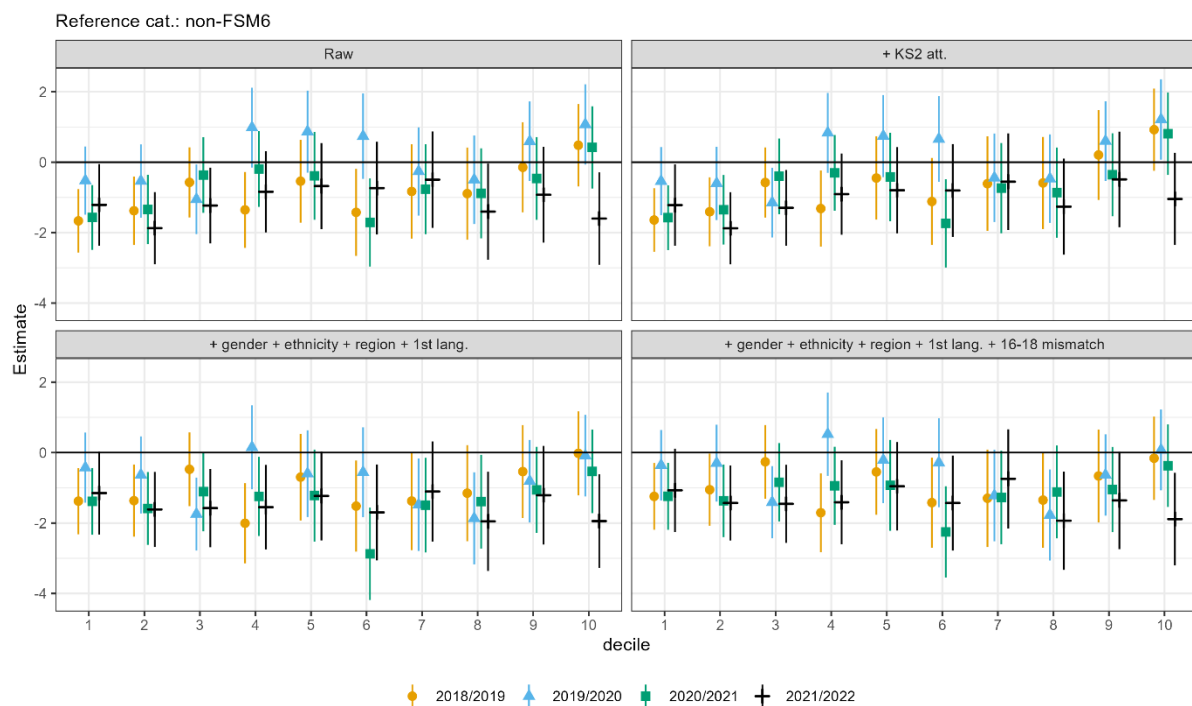 Reference cat.: non-FSM6
Raw
+ KS2 att.
2
0
-2
-4
+ gender + ethnicity + region + 1st lang.
+ gender + ethnicity + region + 1st lang. + 16-18 mismatch
Estimate
2
0
-2
-4
1 2 3 4 5 6 7 8 9 10
1 2 3 4 5 6 7 8 9 10
decile
2018/2019 2019/2020 2020/2021 2021/2022